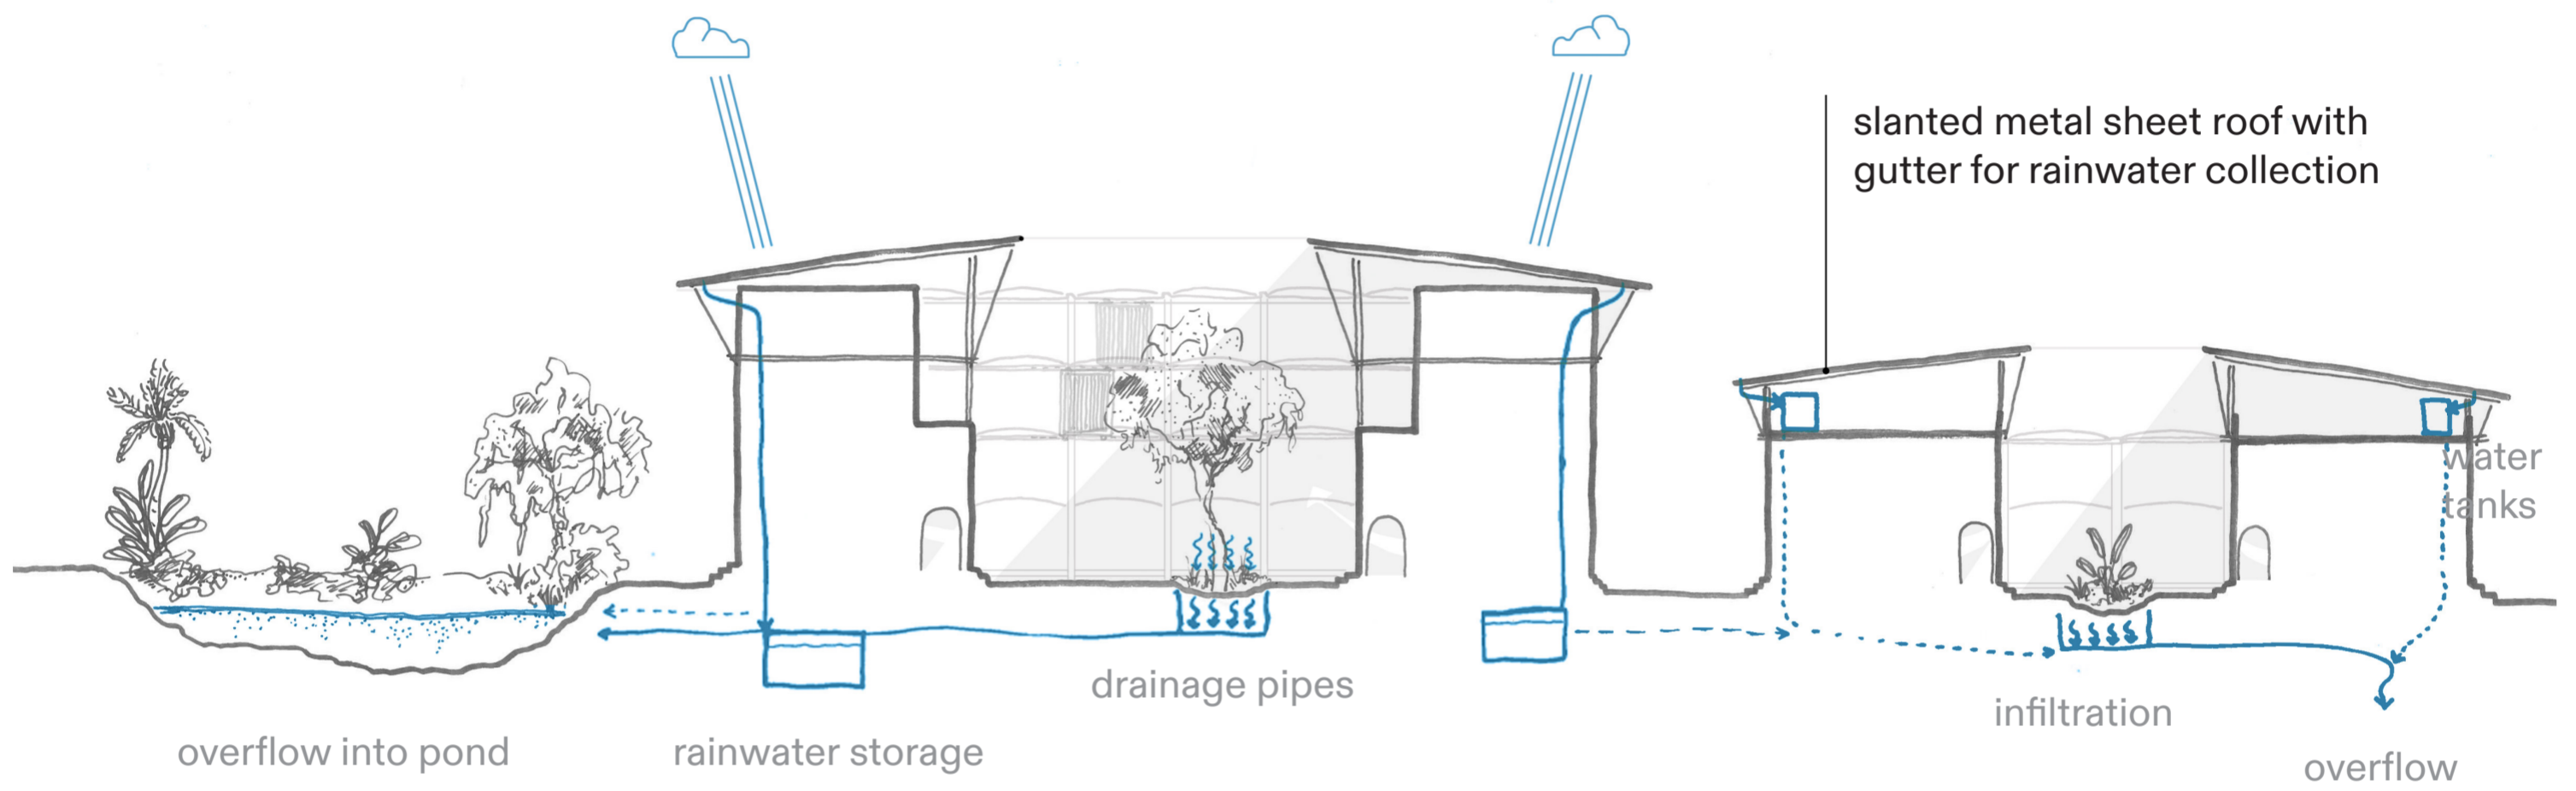 slanted metal sheet roof with
gutter for rainwater collection
water
tanks
drainage pipes
infiltration
overflow into pond
rainwater storage
overflow